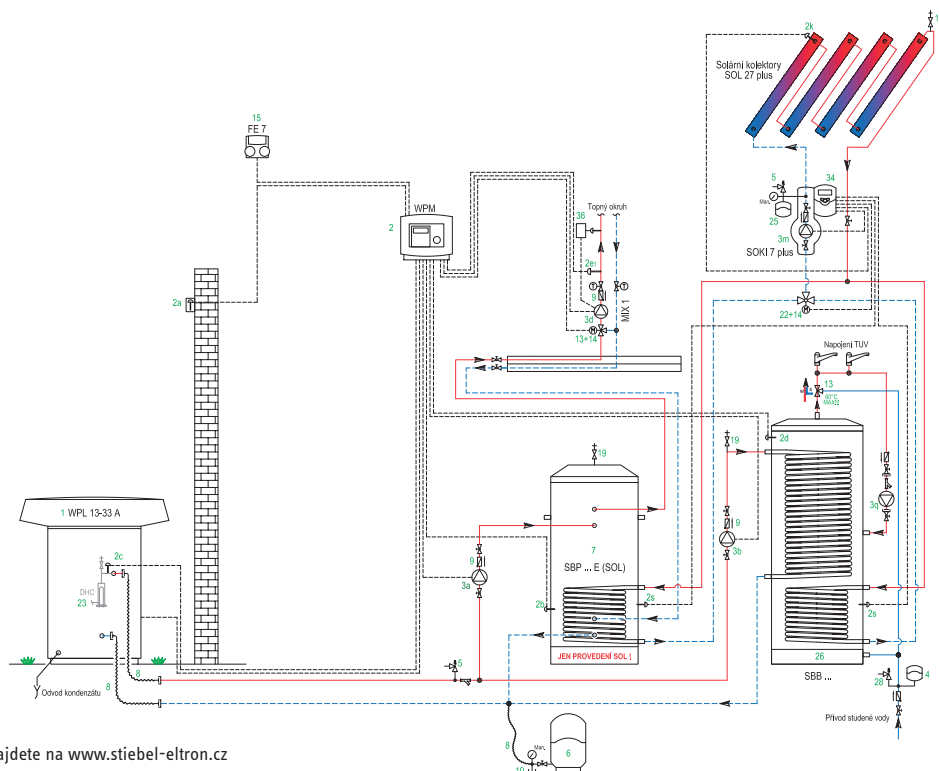 2k
1
Solární kolektory
SOL 27 plus
15
FE 7
5
34
Man.
25
WPM
2
36
Topný okruh
3m
SOKI 7 plus
2e1
2a
9
MIX 1
3d
13+14
22+14
Napojení TUV
13
60°C
2d
19
19
1 WPL 13-33 A
3q
2c
9
7
9
SBP ... E (SOL)
3b
DHC
23
3a
2b
2s
2s
JEN PROVEDENÍ SOL !
26
5
SBB ...
8
8
28
4
Odvod kondenzátu
Přívod studené vody
Man.
8
6
ajdete na www.stiebel-eltron.cz
10